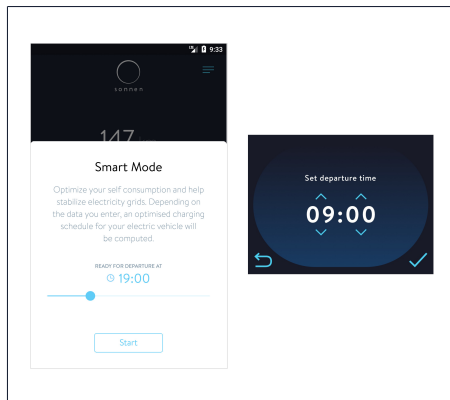 9:33
sonnen
147
Smart Mode
Optimize your self consumption and help
stabilize electricity grids. Depending on
the data you enter, an optimised charging
schedule for your electric vehicle will
be computed.
READY FOR DEPARTURE AT
19:00
Start
Set departure time
09:00